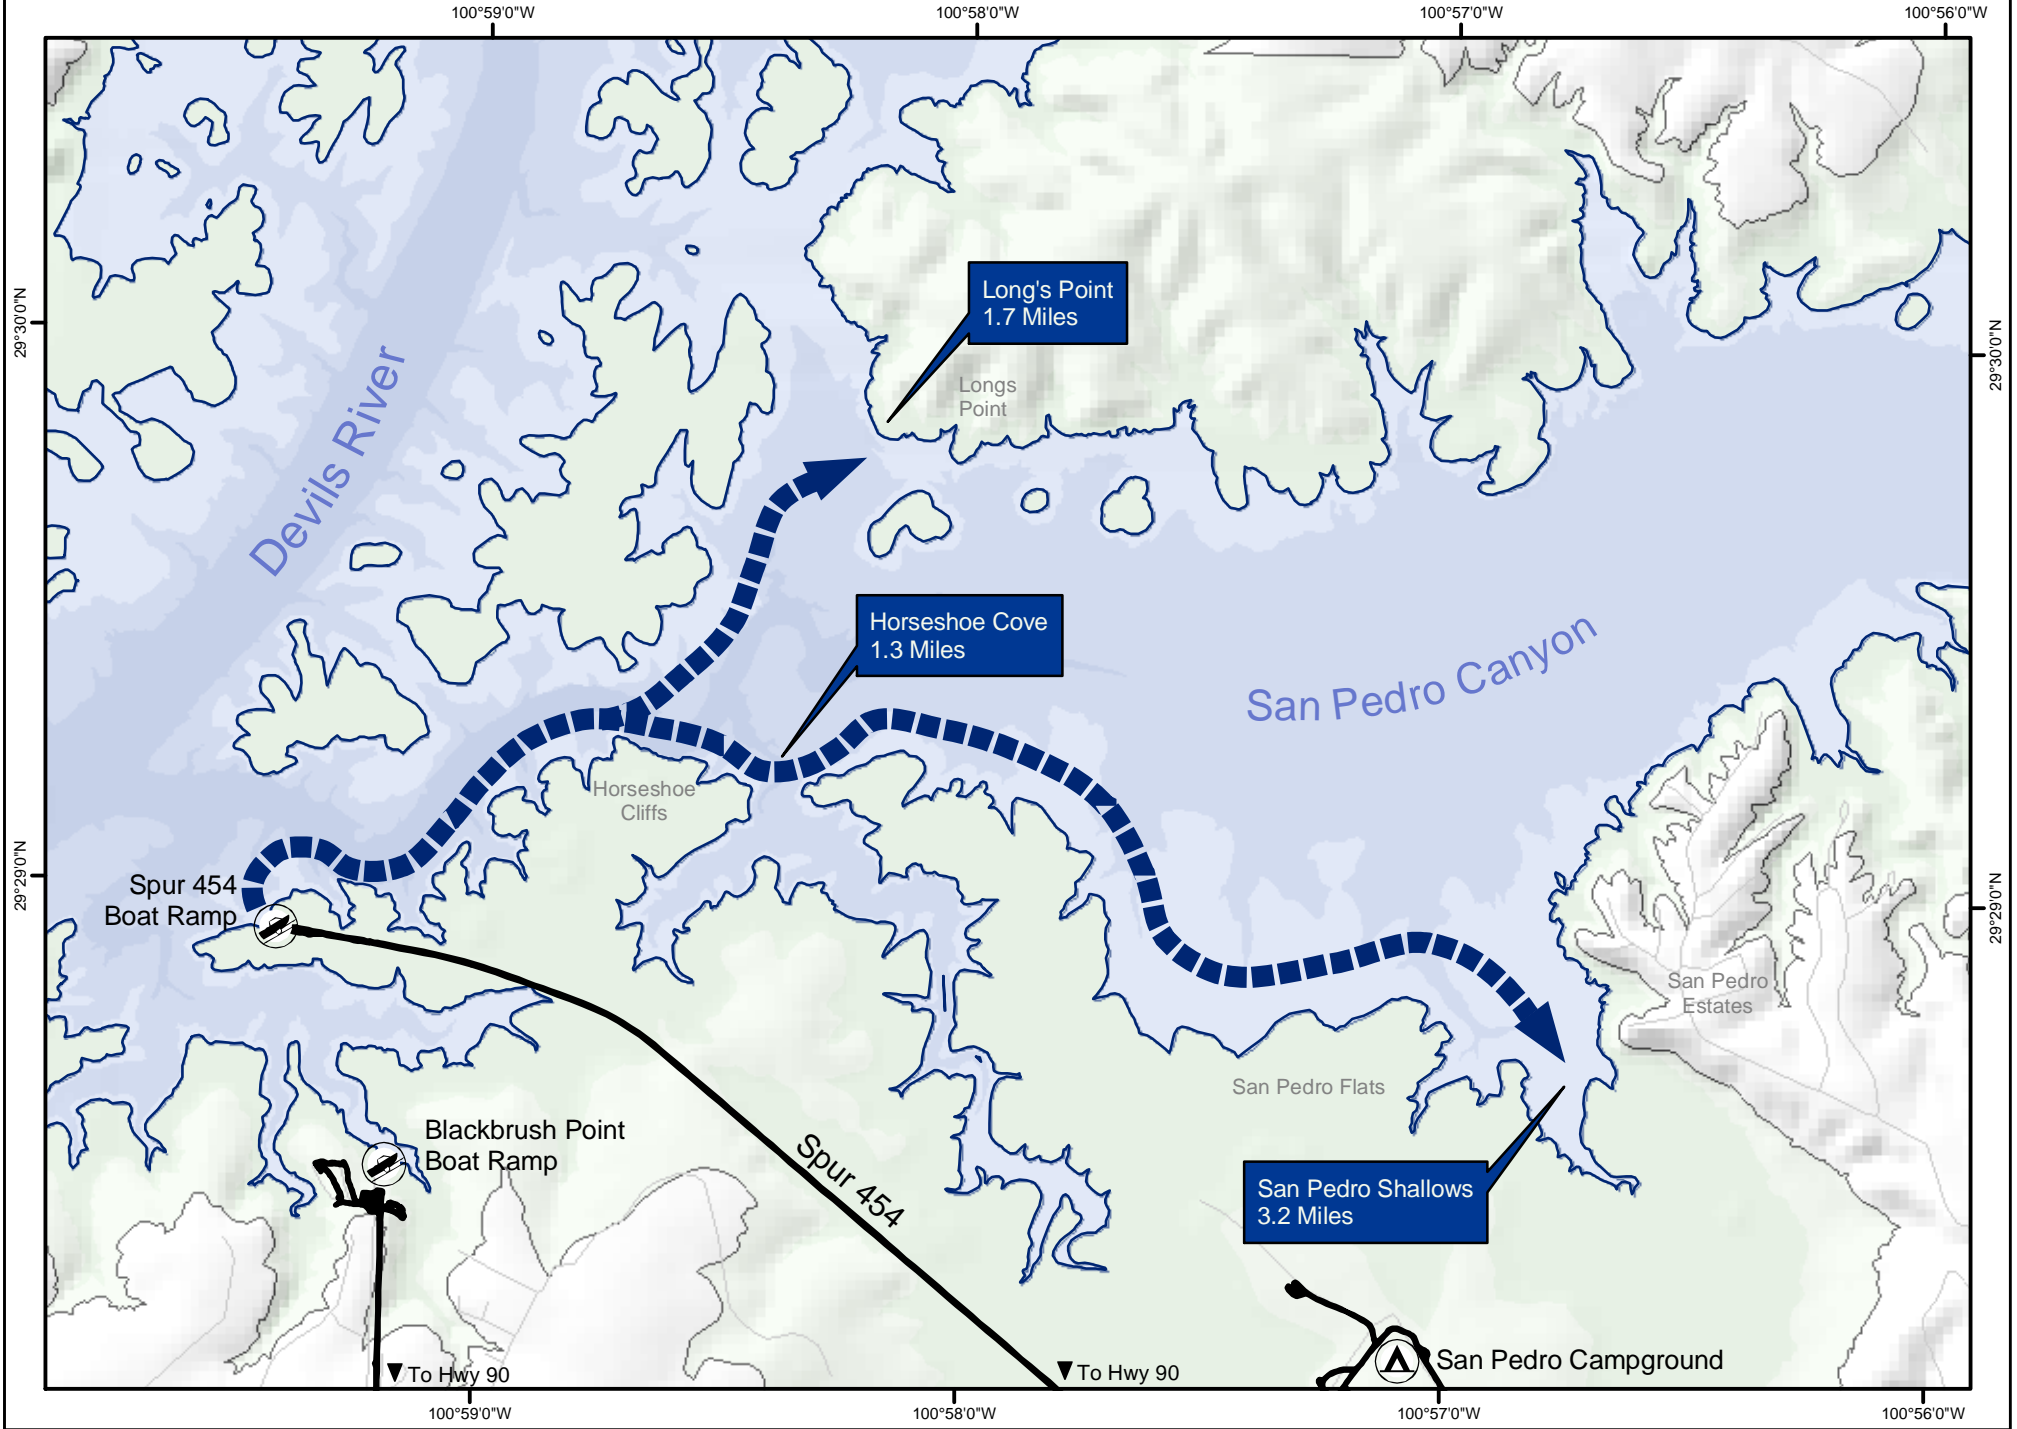 100°59'0"W
100°58'0"W
100°57'0"W
100°56'0"W
29°30'0"N
29°30'0"N
Long's Point
1.7 Miles
Longs
Point
Devils River
Horseshoe Cove
1.3 Miles
San Pedro Canyon
Horseshoe
Cliffs
29°29'0"N
29°29'0"N
Spur 454
Boat Ramp
San Pedro
Estates
San Pedro Flats
Blackbrush Point
Boat Ramp
Spur 454
San Pedro Shallows
3.2 Miles
To Hwy 90
To Hwy 90
San Pedro Campground
100°59'0"W
100°58'0"W
100°57'0"W
100°56'0"W